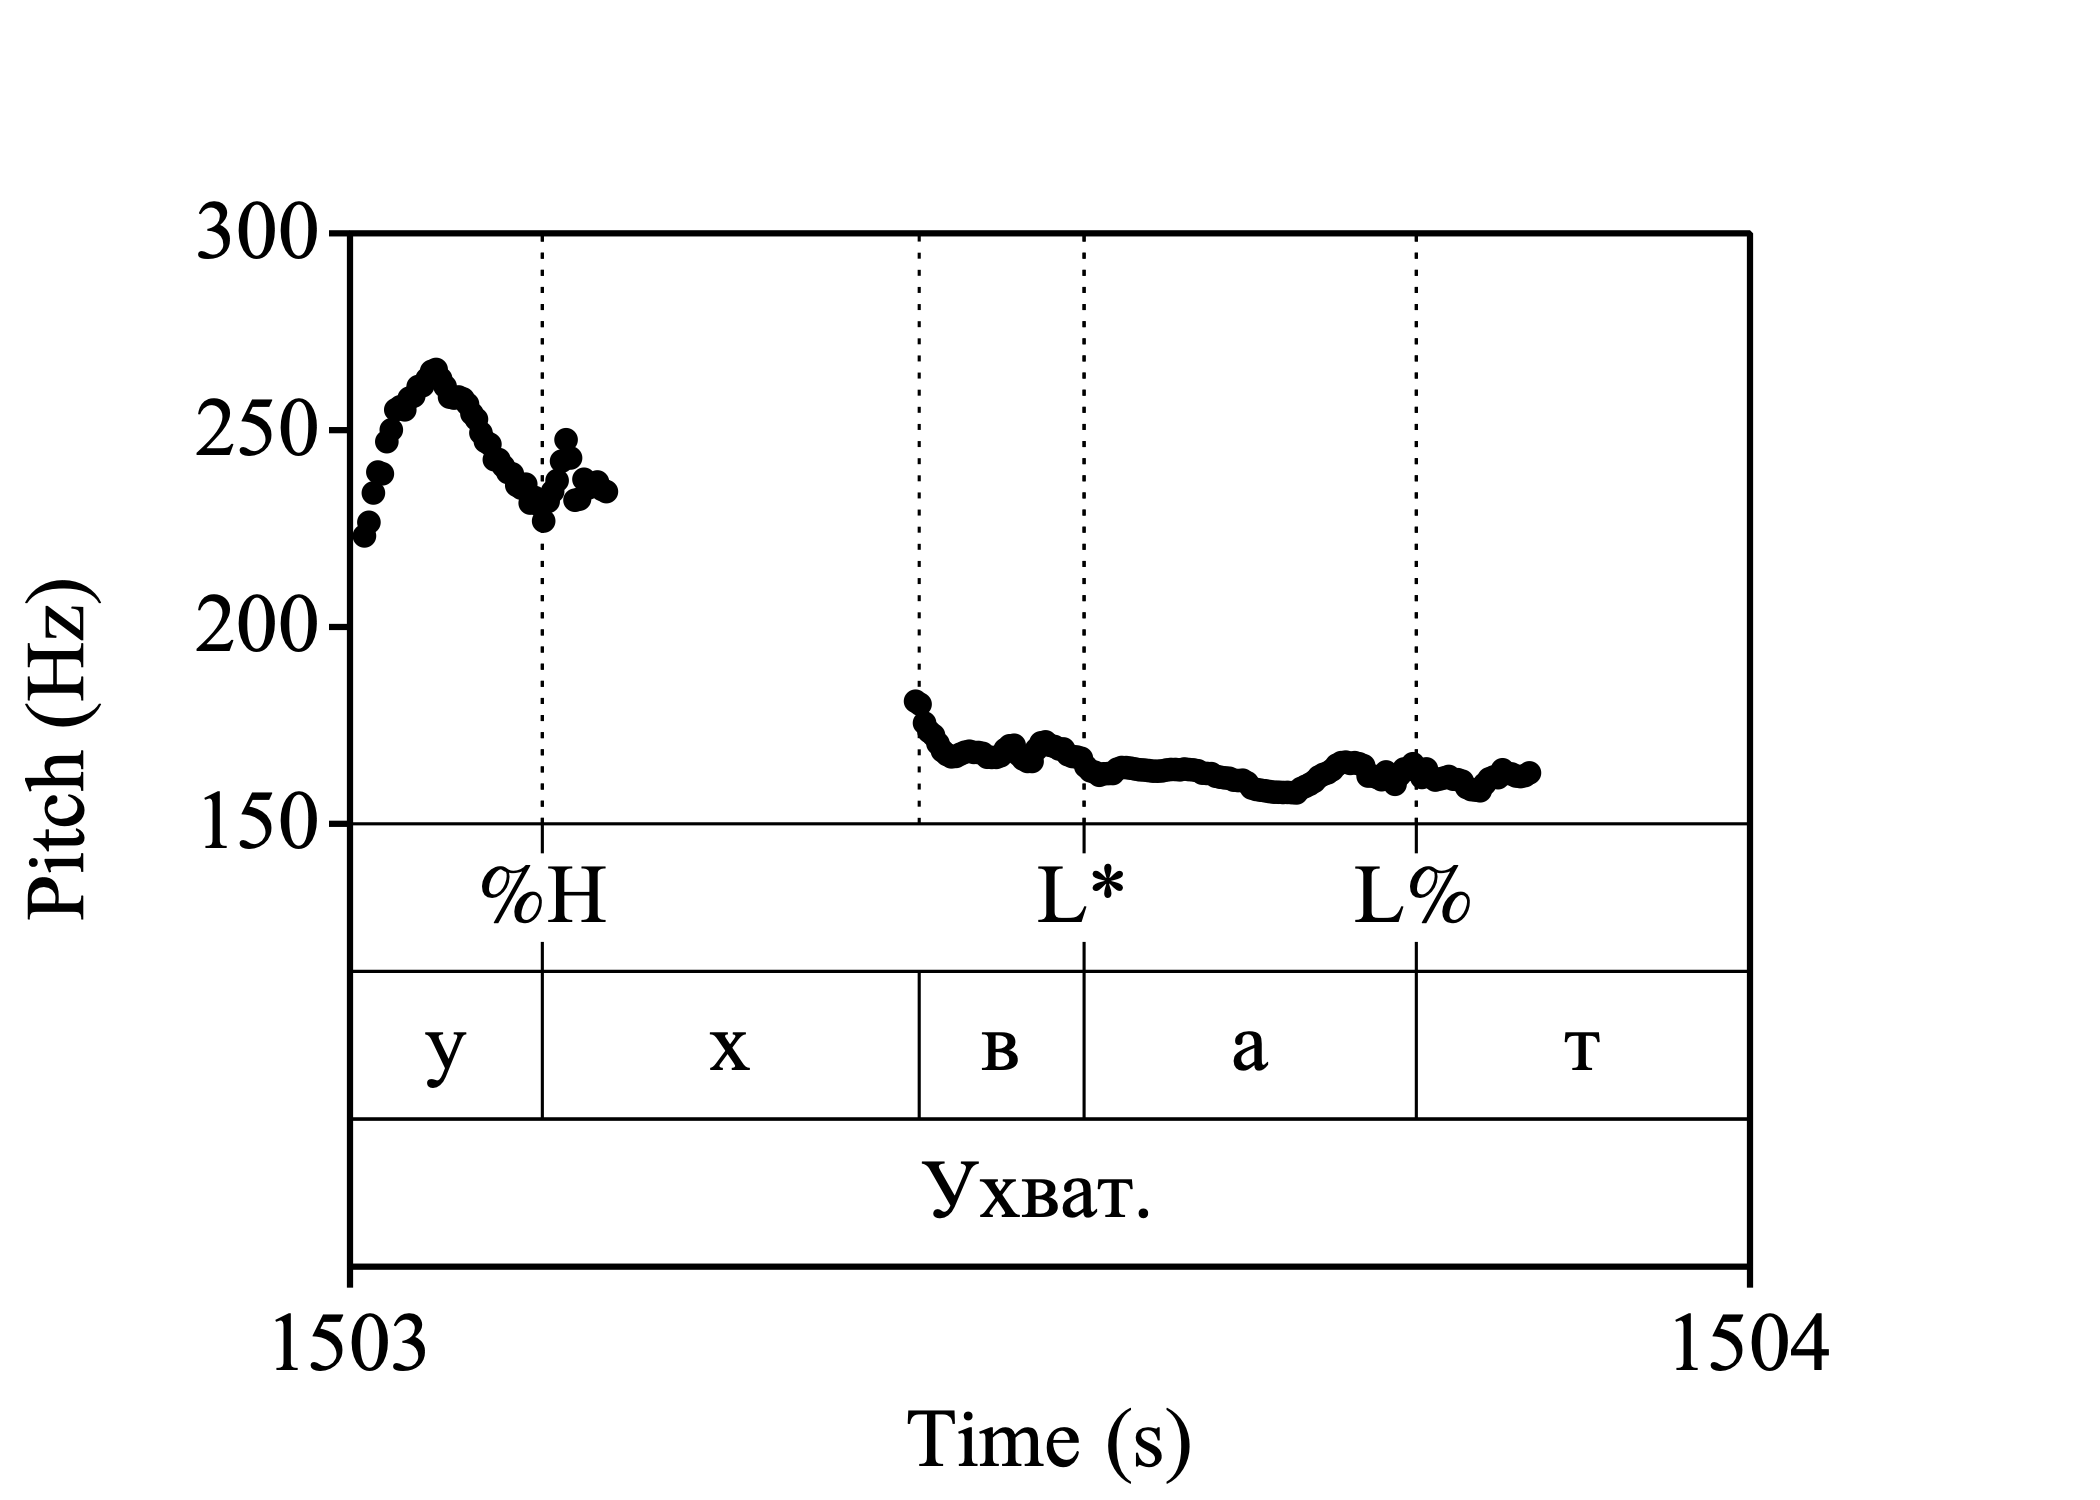 Pitch (Hz)
300
250
200
150
%H L* L%
у х в а т
Ухват.
1503 1504
Time (s)